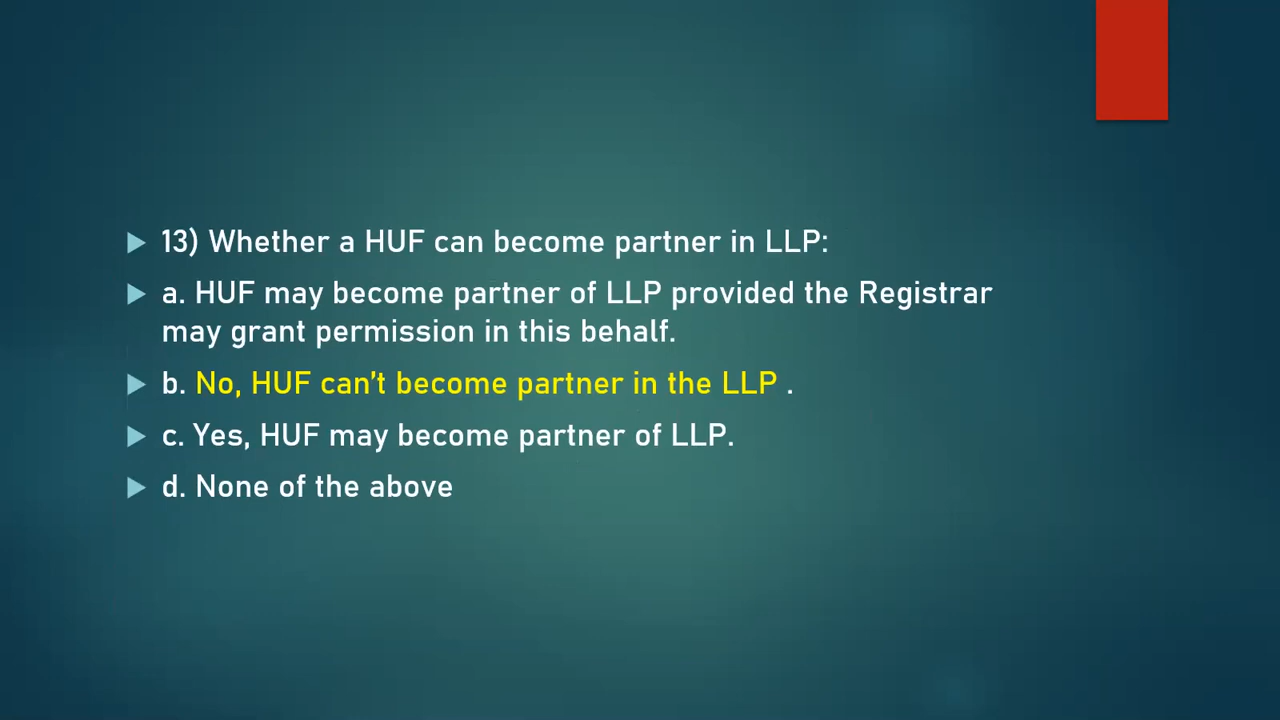 13) Whether a HUF can become partner in LLP:
a. HUF may become partner of LLP provided the Registrar
may grant permission in this behalf.
b. No, HUF can’t become partner in the LLP .
c. Yes, HUF may become partner of LLP.
d. None of the above